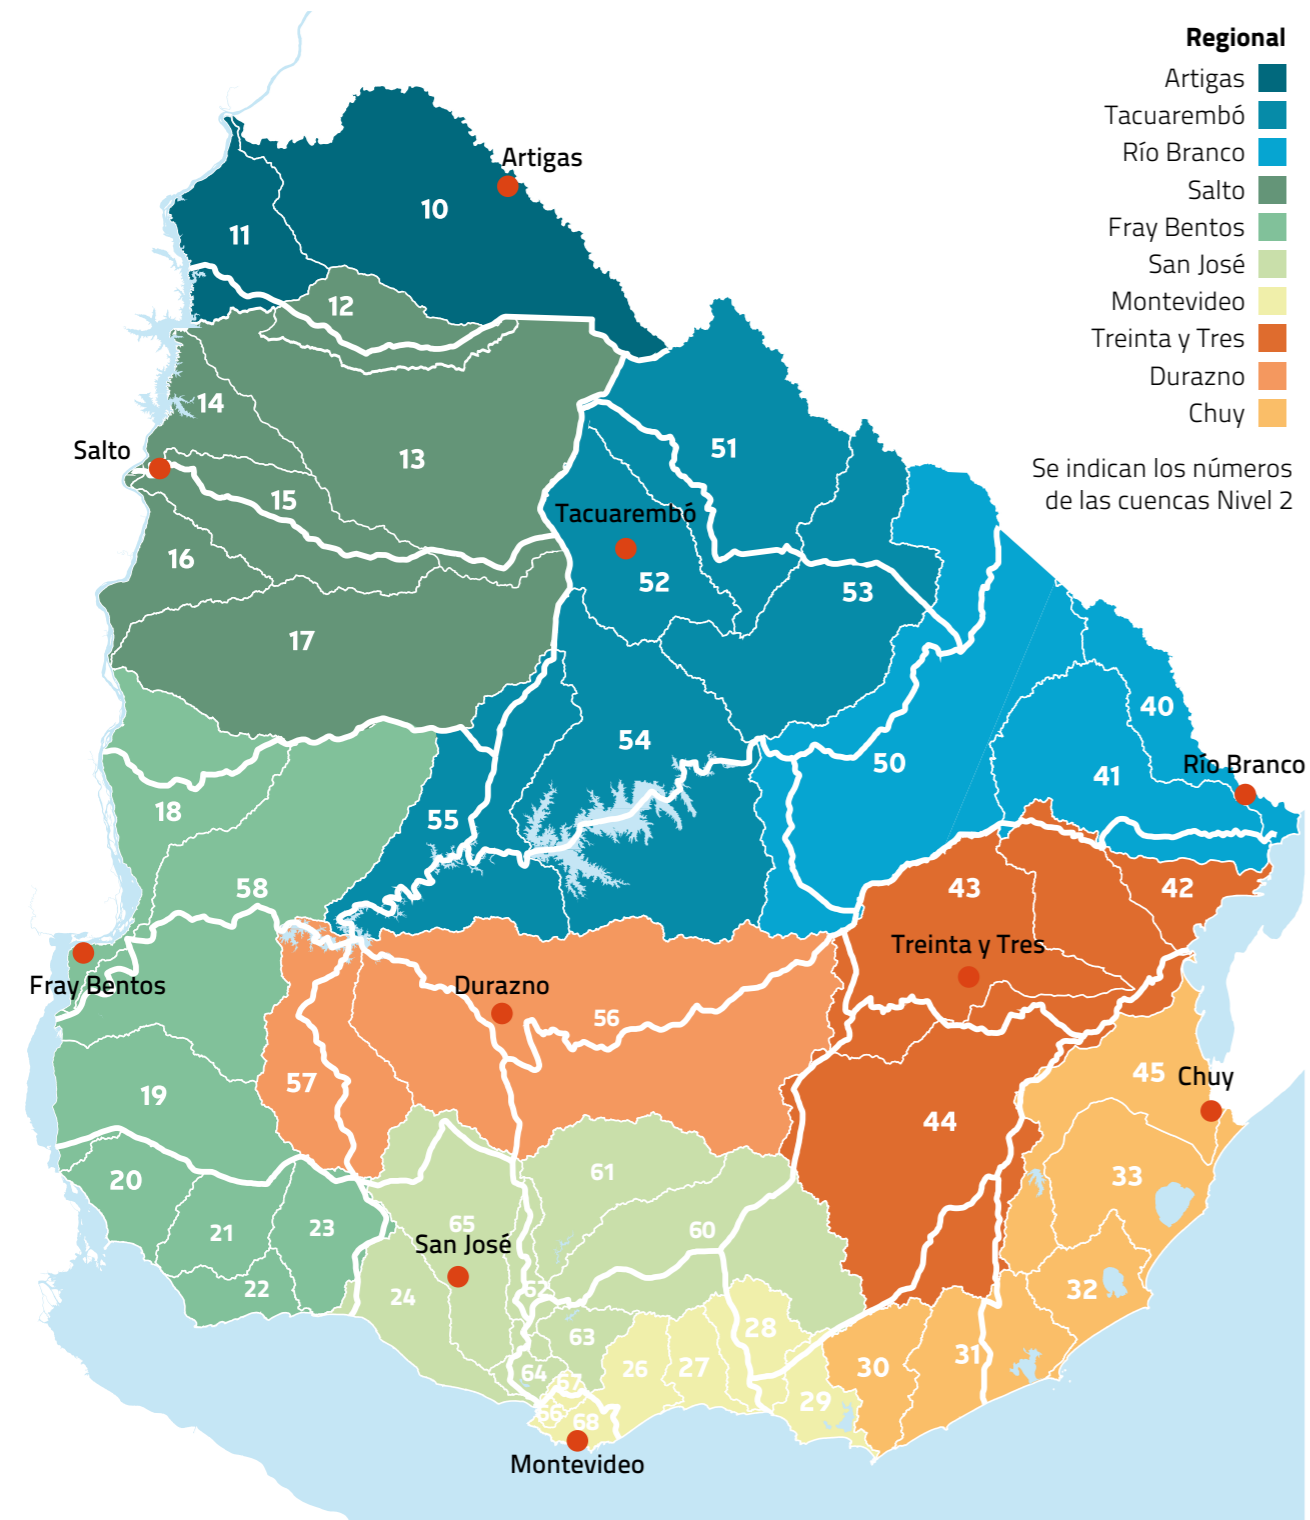 Regional
Artigas
Tacuarembó
Río Branco
Salto
Fray Bentos
San José
Montevideo
Treinta y Tres
Durazno
Chuy
Se indican los números
de las cuencas Nivel 2
Artigas
10
11
12
14
13
51
Salto
15
Tacuarembó
16
52
53
17
40
54
50
41
Río Branco
18
55
58
43
42
Treinta y Tres
Fray Bentos
Durazno
56
57
45
Chuy
19
44
20
61
33
21
23
65
60
San José
22
24
62
32
63
28
64
67
26
27
31
30
29
66
68
Montevideo